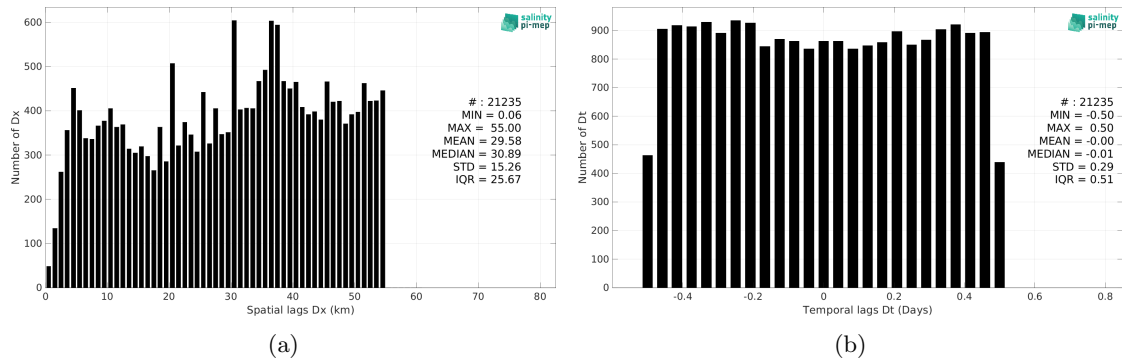 600
500
400
300
200
100
0
Number of Dx
0
10
20
30
40
50
60
70
80
Spatial lags Dx (km)
salinity
pi-mep
# : 21235
MIN = 0.06
MAX = 55.00
MEAN = 29.58
MEDIAN = 30.89
STD = 15.26
IQR = 25.67
(a)
900
800
700
600
500
400
300
200
100
0
Number of Dt
-0.4
-0.2
0
0.2
0.4
0.6
0.8
Temporal lags Dt (Days)
salinity
pi-mep
# : 21235
MIN = -0.50
MAX = 0.50
MEAN = -0.00
MEDIAN = -0.01
STD = 0.29
IQR = 0.51
(b)